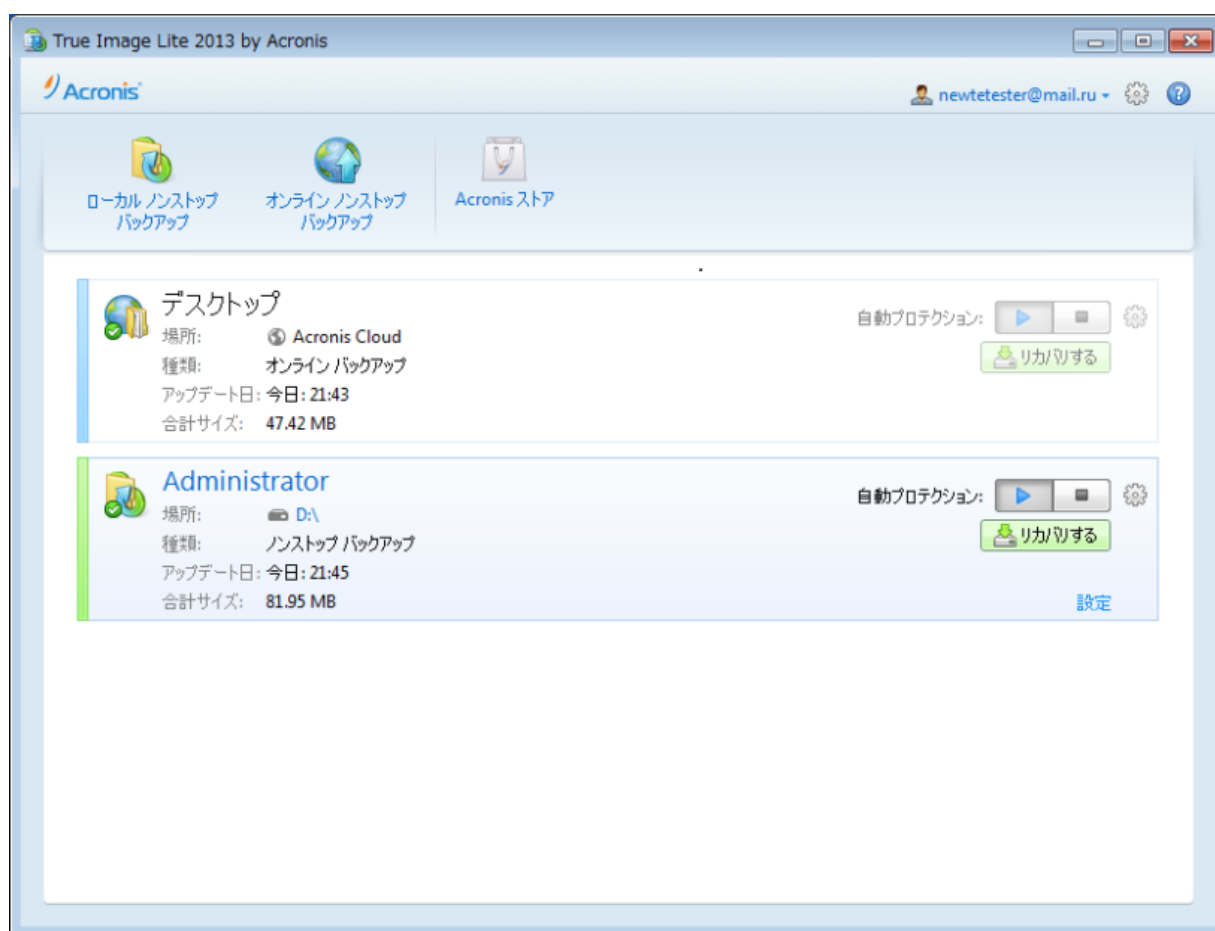 True Image Lite 2013 by Acronis
Acronis
newtetester@mail.ru
ローカル ノンストップ
バックアップ
オンライン ノンストップ
バックアップ
Acronis ストア
デスクトップ
場所: Acronis Cloud
種類: オンライン バックアップ
アップデート日: 今日: 21:43
合計サイズ: 47.42 MB
自動プロテクション:
リカバリする
Administrator
場所: D:\
種類: ノンストップ バックアップ
アップデート日: 今日: 21:45
合計サイズ: 81.95 MB
自動プロテクション:
リカバリする
設定